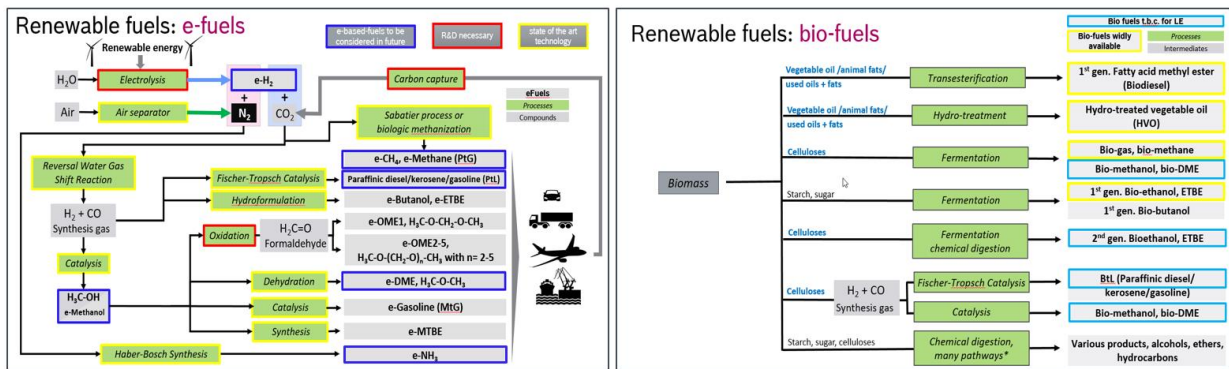 Renewable fuels: e-fuels
e-based-fuels to be
considered in future
R&D necessary
state of the art
technology
Renewable energy
H₂O
Electrolysis
e-H₂
Carbon capture
+
+
Air
Air separator
N₂
CO₂
eFuels
Processes
Compounds
Sabatier process or
biologic methanization
Reversal Water Gas
Shift Reaction
e-CH₄, e-Methane (PtG)
Fischer-Tropsch Catalysis
Paraffinic diesel/kerosene/gasoline (PtL)
Hydroformulation
e-Butanol, e-ETBE
H₂ + CO
Synthesis gas
Oxidation
H₂C=O
Formaldehyde
e-OME1, H₃C-O-CH₂-O-CH₃
e-OME2-5,
H₃C-O-(CH₂-O)ₙ-CH₃ with n= 2-5
Catalysis
Dehydration
e-DME, H₃C-O-CH₃
H₃C-OH
e-Methanol
Catalysis
e-Gasoline (MtG)
Synthesis
e-MTBE
Haber-Bosch Synthesis
e-NH₃
Renewable fuels: bio-fuels
Bio fuels t.b.c. for LE
Bio-fuels widly
available
Processes
Intermediates
Vegetable oil /animal fats/
used oils + fats
Transesterification
1st gen. Fatty acid methyl ester
(Biodiesel)
Vegetable oil /animal fats/
used oils + fats
Hydro-treatment
Hydro-treated vegetable oil
(HVO)
Celluloses
Fermentation
Bio-gas, bio-methane
Bio-methanol, bio-DME
Biomass
Starch, sugar
Fermentation
1st gen. Bio-ethanol, ETBE
1st gen. Bio-butanol
Celluloses
Fermentation
chemical digestion
2nd gen. Bioethanol, ETBE
Celluloses
H₂ + CO
Synthesis gas
Fischer-Tropsch Catalysis
BtL (Paraffinic diesel/
kerosene/gasoline)
Catalysis
Bio-methanol, bio-DME
Starch, sugar, celluloses
Chemical digestion,
many pathways*
Various products, alcohols, ethers,
hydrocarbons